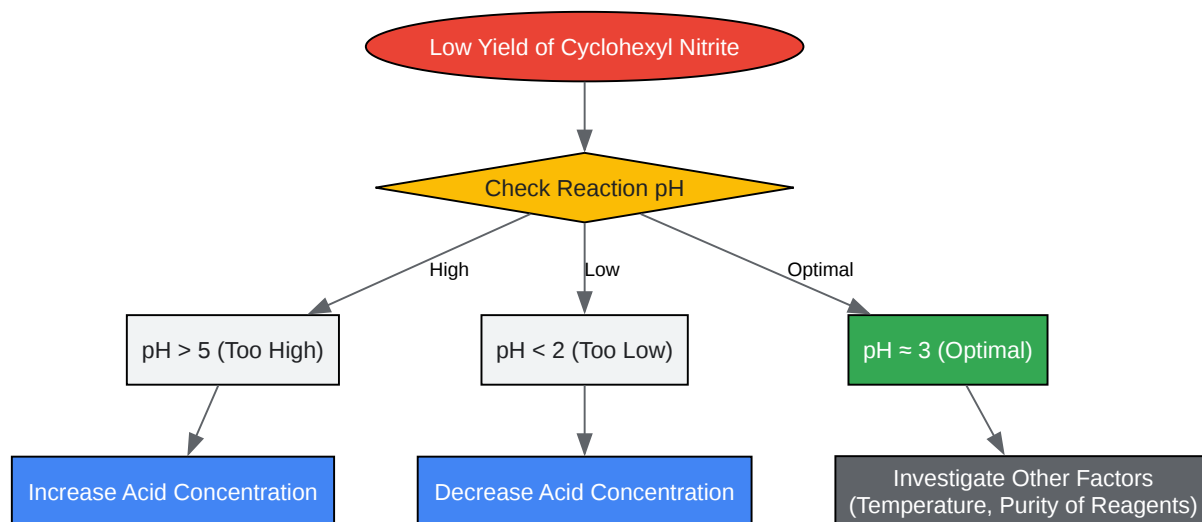 Low Yield of Cyclohexyl Nitrite
Check Reaction pH
High
Low
Optimal
pH > 5 (Too High)
pH < 2 (Too Low)
pH ≈ 3 (Optimal)
Increase Acid Concentration
Decrease Acid Concentration
Investigate Other Factors
(Temperature, Purity of Reagents)